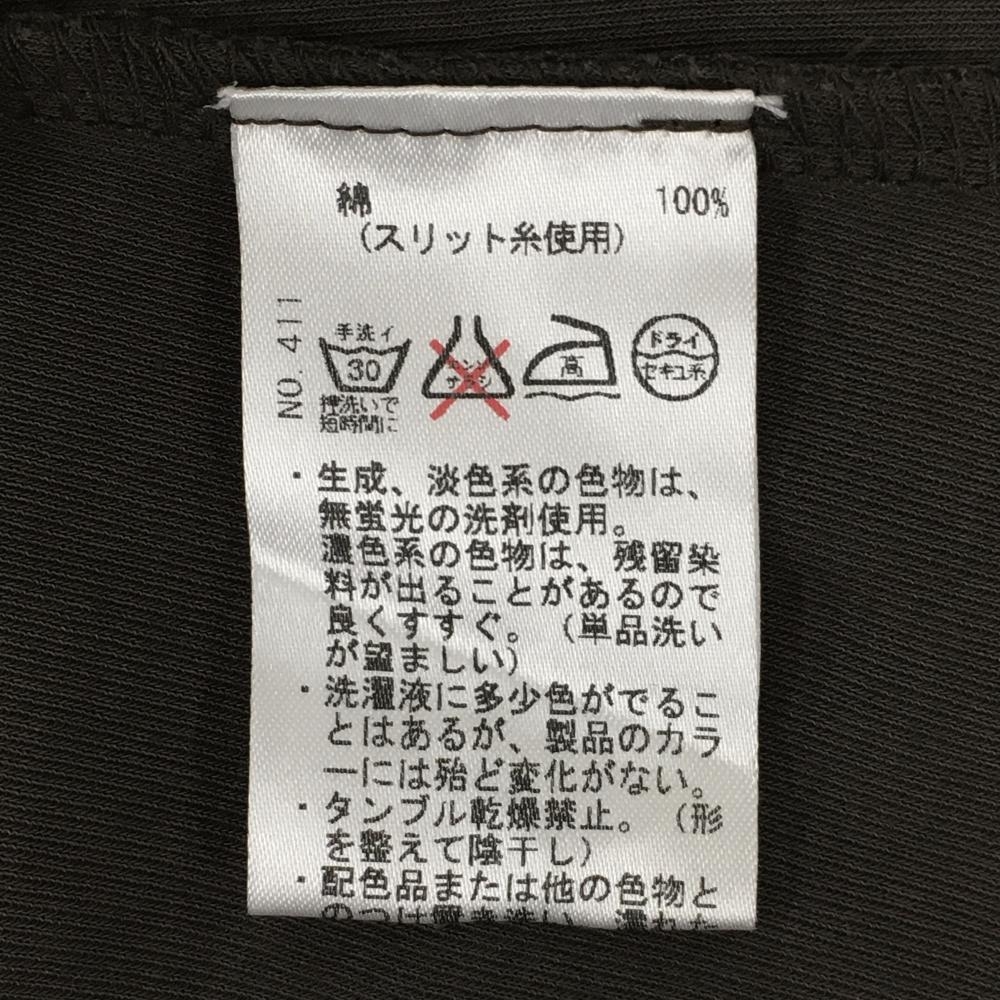 綿 100%
(スリット糸使用)
NO. 411
手洗イ
30
押洗いで
短時間に
エンソ
サラシ
高
ドライ
セキユ系
・生成、淡色系の色物は、
無蛍光の洗剤使用。
濃色系の色物は、残留染
料が出ることがあるので
良くすすぐ。(単品洗い
が望ましい)
・洗濯液に多少色がでるこ
とはあるが、製品のカラ
ーには殆ど変化がない。
・タンブル乾燥禁止。(形
を整えて陰干し)
・配色品または他の色物と